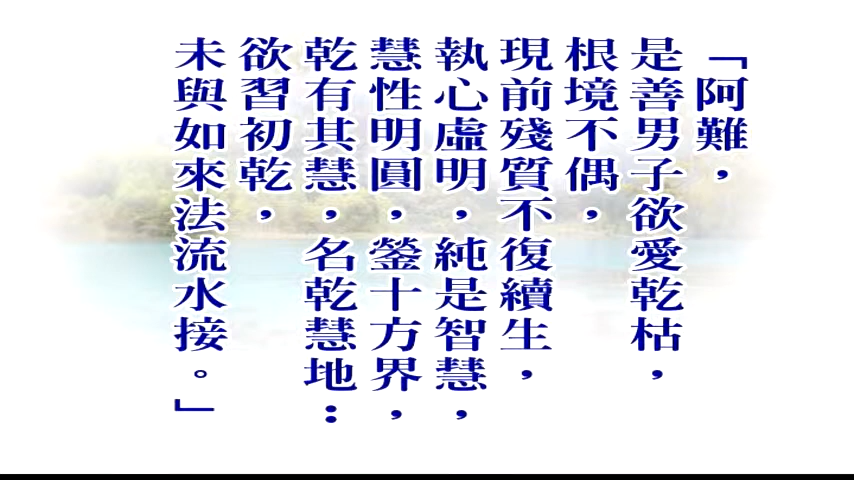 「阿難，
是善男子欲愛乾枯，
根境不偶，
現前殘質不復續生，
執心虛明，純是智慧，
慧性明圓，鎣十方界，
乾有其慧，名乾慧地：
欲習初乾，
未與如來法流水接。」